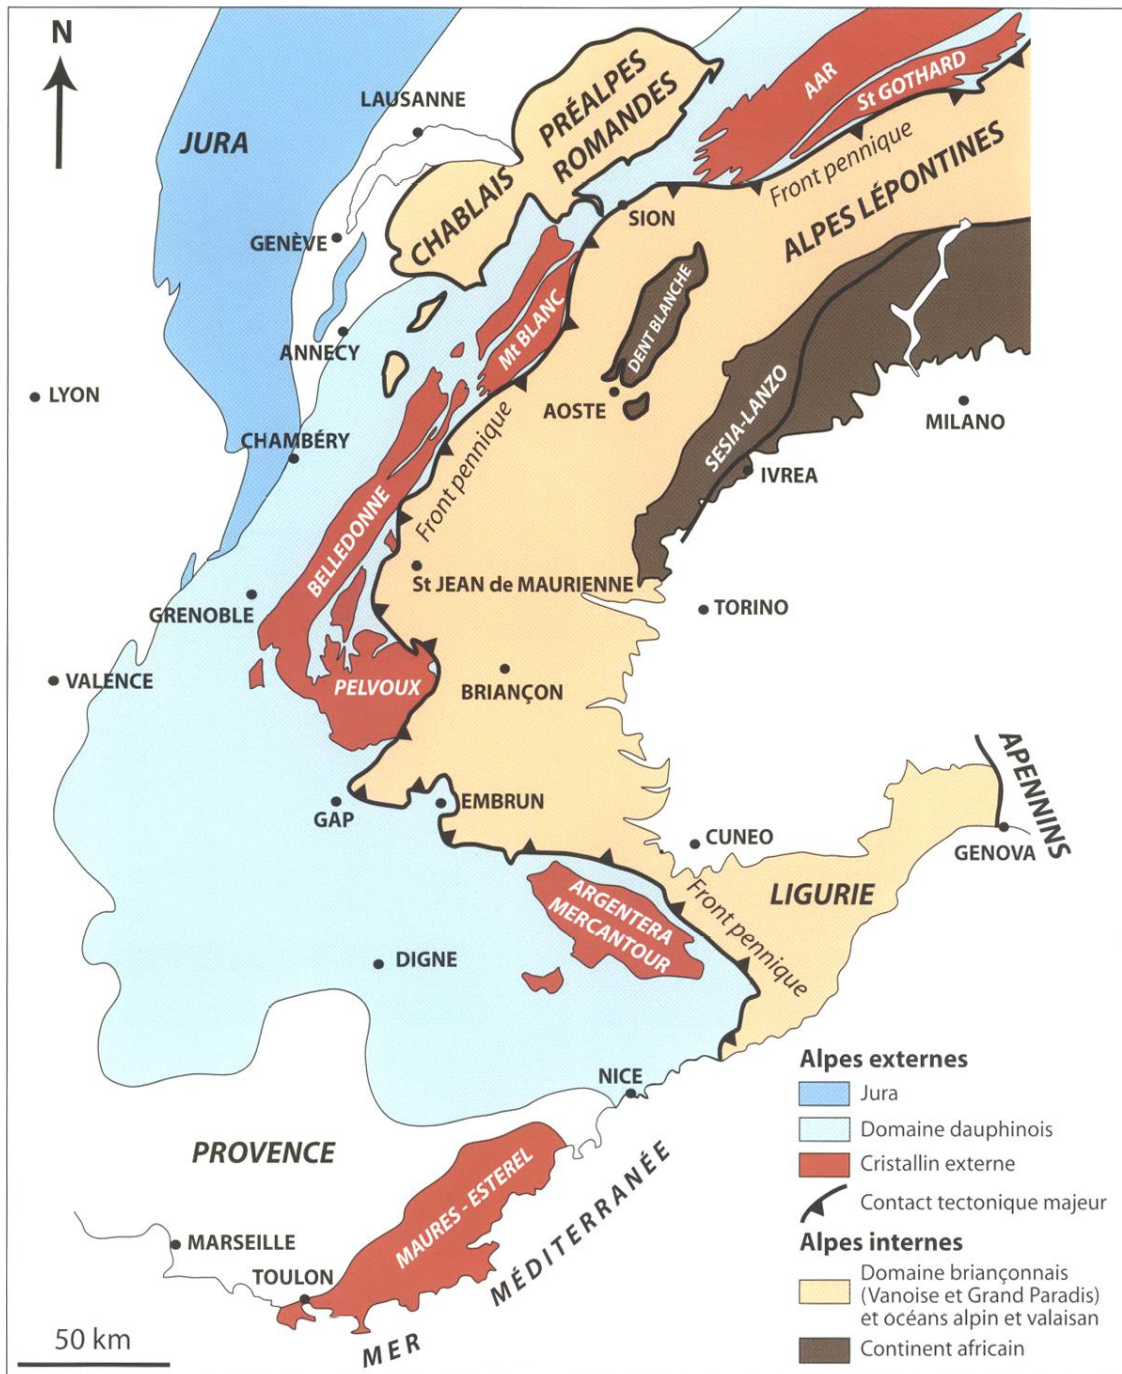 N
LAUSANNE
JURA
PRÉALPES
ROMANDES
AAR
St GOTHARD
Front pennique
CHABLAIS
ALPES LÉPONTINES
SION
GENÈVE
Mt BLANC
DENT BLANCHE
ANNECY
LYON
AOSTE
MILANO
CHAMBÉRY
SESIA-LANZO
IVREA
Front pennique
BELLEDONNE
St JEAN de MAURIENNE
GRENOBLE
TORINO
VALENCE
PELVOUX
BRIANÇON
APENNINS
GAP
EMBRUN
CUNEO
GENOVA
LIGURIE
ARGENTERA
MERCANTOUR
Front pennique
DIGNE
NICE
PROVENCE
MAURES - ESTEREL
MARSEILLE
TOULON
MER MÉDITERRANÉE
50 km
Alpes externes
Jura
Domaine dauphinois
Cristallin externe
Contact tectonique majeur
Alpes internes
Domaine briançonnais
(Vanoise et Grand Paradis)
et océans alpin et valaisan
Continent africain